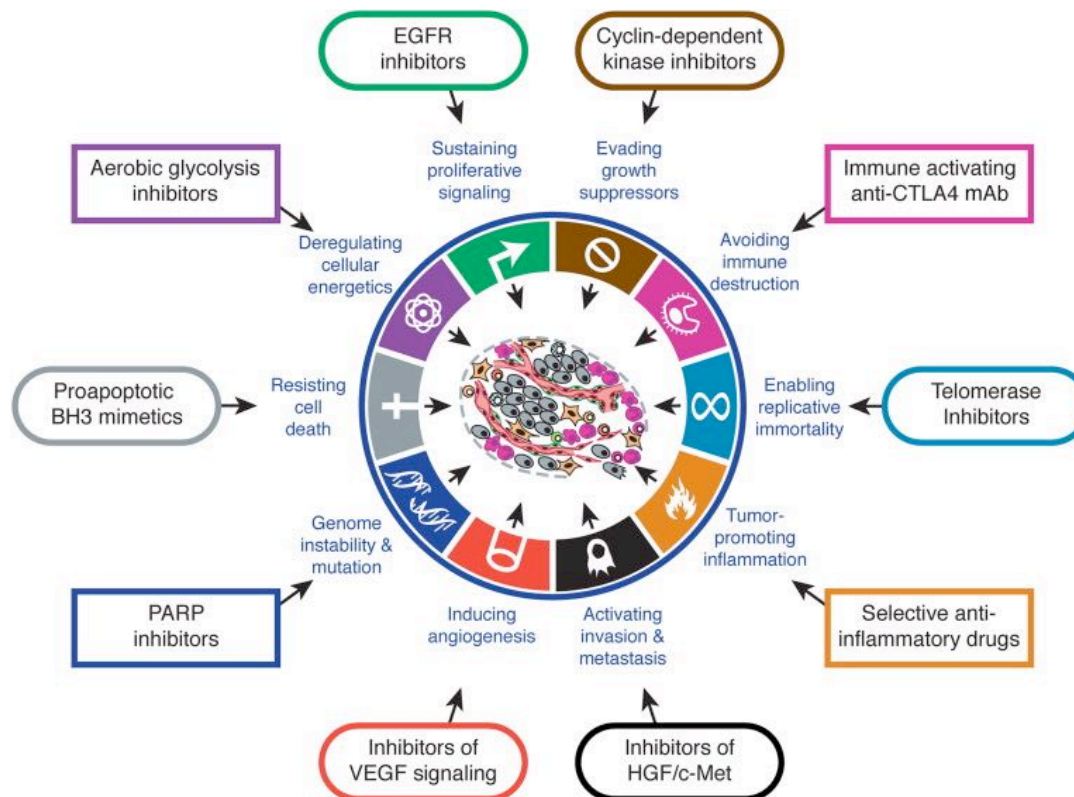 EGFR
inhibitors
Cyclin-dependent
kinase inhibitors
Sustaining
proliferative
signaling
Evading
growth
suppressors
Aerobic glycolysis
inhibitors
Immune activating
anti-CTLA4 mAb
Deregulating
cellular
energetics
Avoiding
immune
destruction
Proapoptotic
BH3 mimetics
Resisting
cell
death
Enabling
replicative
immortality
Telomerase
Inhibitors
Genome
instability &
mutation
Tumor-
promoting
inflammation
PARP
inhibitors
Inducing
angiogenesis
Activating
invasion &
metastasis
Selective anti-
inflammatory drugs
Inhibitors of
VEGF signaling
Inhibitors of
HGF/c-Met